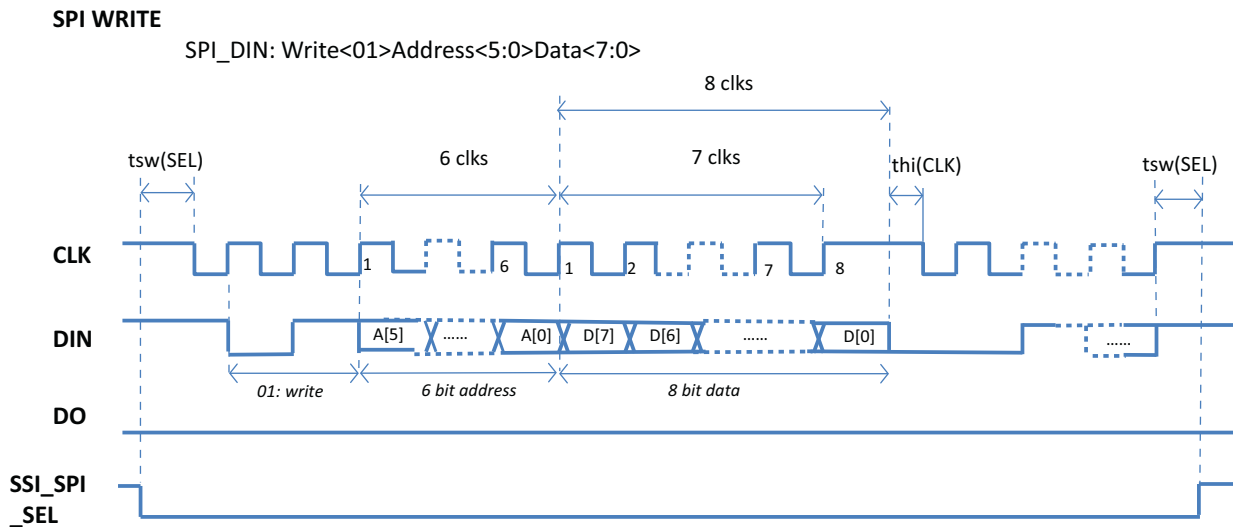 SPI WRITE
SPI_DIN: Write<01>Address<5:0>Data<7:0>
8 clks
tsw(SEL)
6 clks
7 clks
thi(CLK)
tsw(SEL)
CLK
1
6
1
2
7
8
DIN
A[5]
......
A[0]
D[7]
D[6]
......
D[0]
......
01: write
6 bit address
8 bit data
DO
SSI_SPI
_SEL